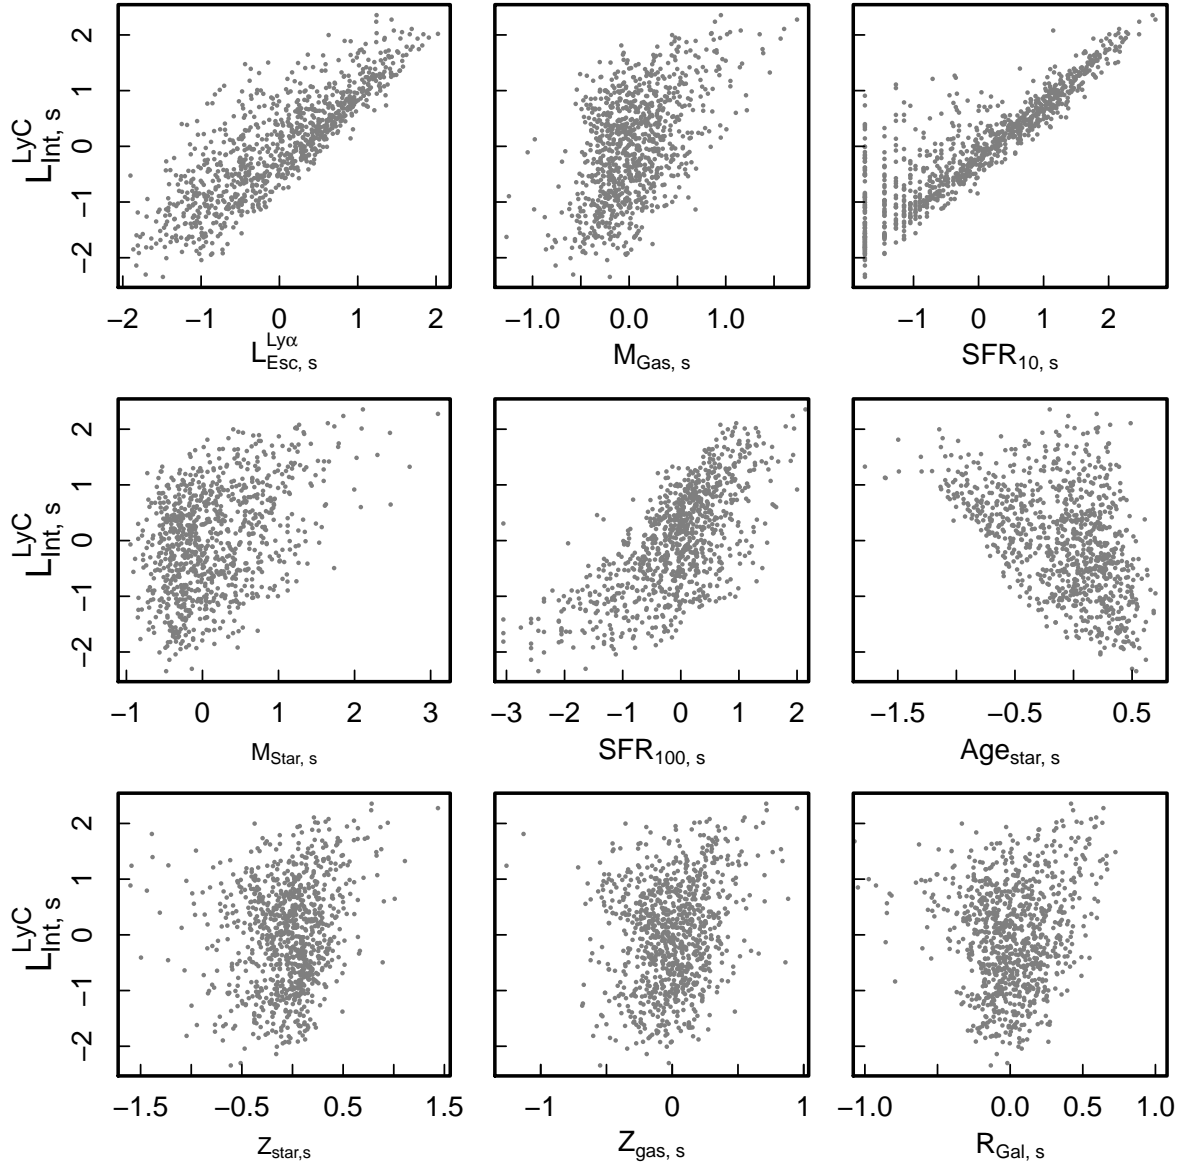 L^LyC_Int, s
2
1
0
−1
−2
−2 −1 0 1 2
L^Lyα_Esc, s
−1.0 0.0 1.0
M_Gas, s
−1 0 1 2
SFR_10, s
L^LyC_Int, s
2
1
0
−1
−2
−1 0 1 2 3
M_Star, s
−3 −2 −1 0 1 2
SFR_100, s
−1.5 −0.5 0.5
Age_star, s
L^LyC_Int, s
2
1
0
−1
−2
−1.5 −0.5 0.5 1.5
Z_star,s
−1 0 1
Z_gas, s
−1.0 0.0 0.5 1.0
R_Gal, s